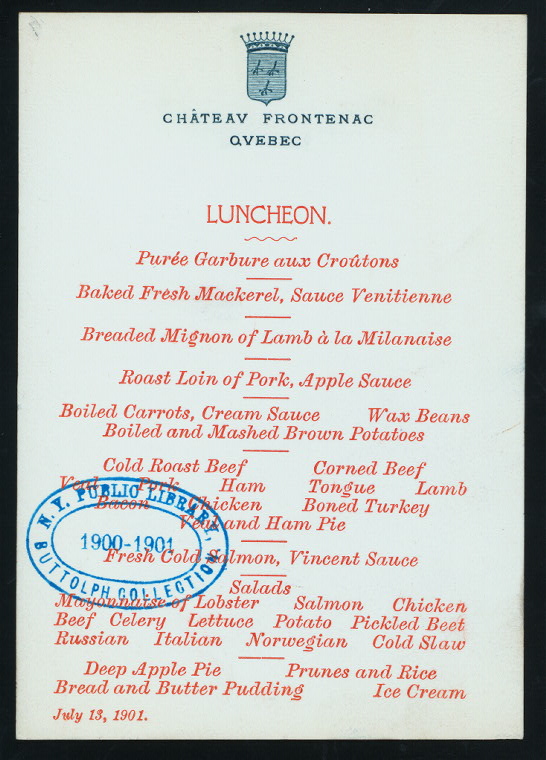 CHÂTEAV FRONTENAC
QVEBEC
LUNCHEON.
Purée Garbure aux Croûtons
Baked Fresh Mackerel, Sauce Venitienne
Breaded Mignon of Lamb à la Milanaise
Roast Loin of Pork, Apple Sauce
Boiled Carrots, Cream Sauce Wax Beans
Boiled and Mashed Brown Potatoes
Cold Roast Beef Corned Beef
Veal Pork Ham Tongue Lamb
Bacon Chicken Boned Turkey
Veal and Ham Pie
Fresh Cold Salmon, Vincent Sauce
Salads
Mayonnaise of Lobster Salmon Chicken
Beef Celery Lettuce Potato Pickled Beet
Russian Italian Norwegian Cold Slaw
Deep Apple Pie Prunes and Rice
Bread and Butter Pudding Ice Cream
July 13, 1901.
N.Y. PUBLIC LIBRARY,
1900-1901
BUTTOLPH COLLECTION